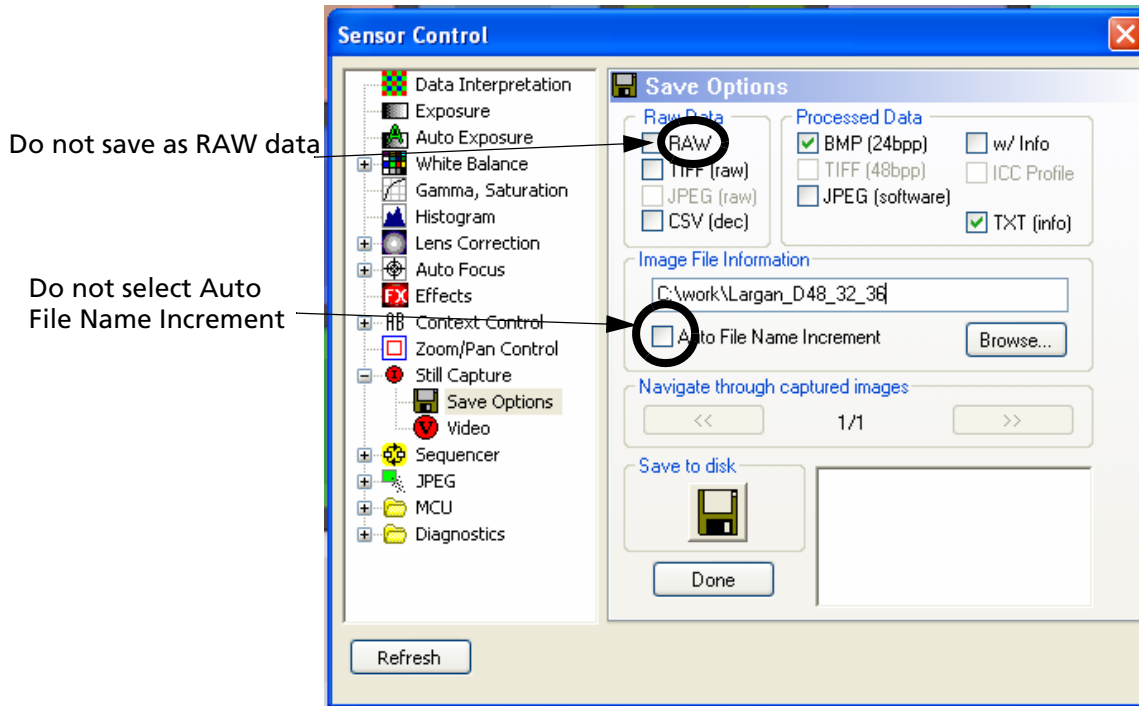 Sensor Control
Do not save as RAW data
Do not select Auto
File Name Increment
Data Interpretation
Exposure
Auto Exposure
White Balance
Gamma, Saturation
Histogram
Lens Correction
Auto Focus
FX Effects
AB Context Control
Zoom/Pan Control
Still Capture
Save Options
V Video
Sequencer
JPEG
MCU
Diagnostics
Refresh
Save Options
Raw Data
RAW
TIFF (raw)
JPEG (raw)
CSV (dec)
Processed Data
BMP (24bpp)
w/ Info
TIFF (48bpp)
ICC Profile
JPEG (software)
TXT (info)
Image File Information
C:\work\Largan_D48_32_36
Auto File Name Increment
Browse...
Navigate through captured images
<< 1/1 >>
Save to disk
Done